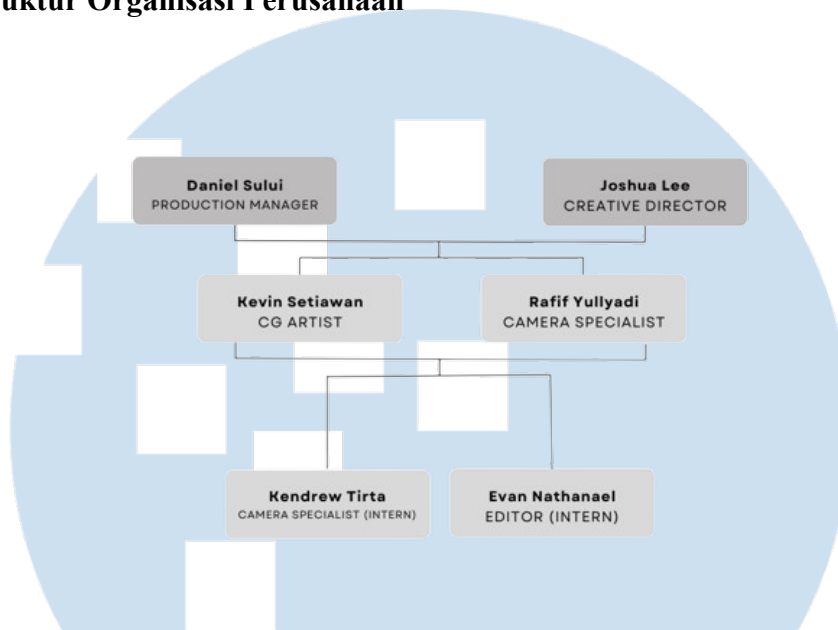 Organisasi Perusahaan
Daniel Sului
PRODUCTION MANAGER
Joshua Lee
CREATIVE DIRECTOR
Kevin Setiawan
CG ARTIST
Rafif Yullyadi
CAMERA SPECIALIST
Kendrew Tirta
CAMERA SPECIALIST (INTERN)
Evan Nathanael
EDITOR (INTERN)